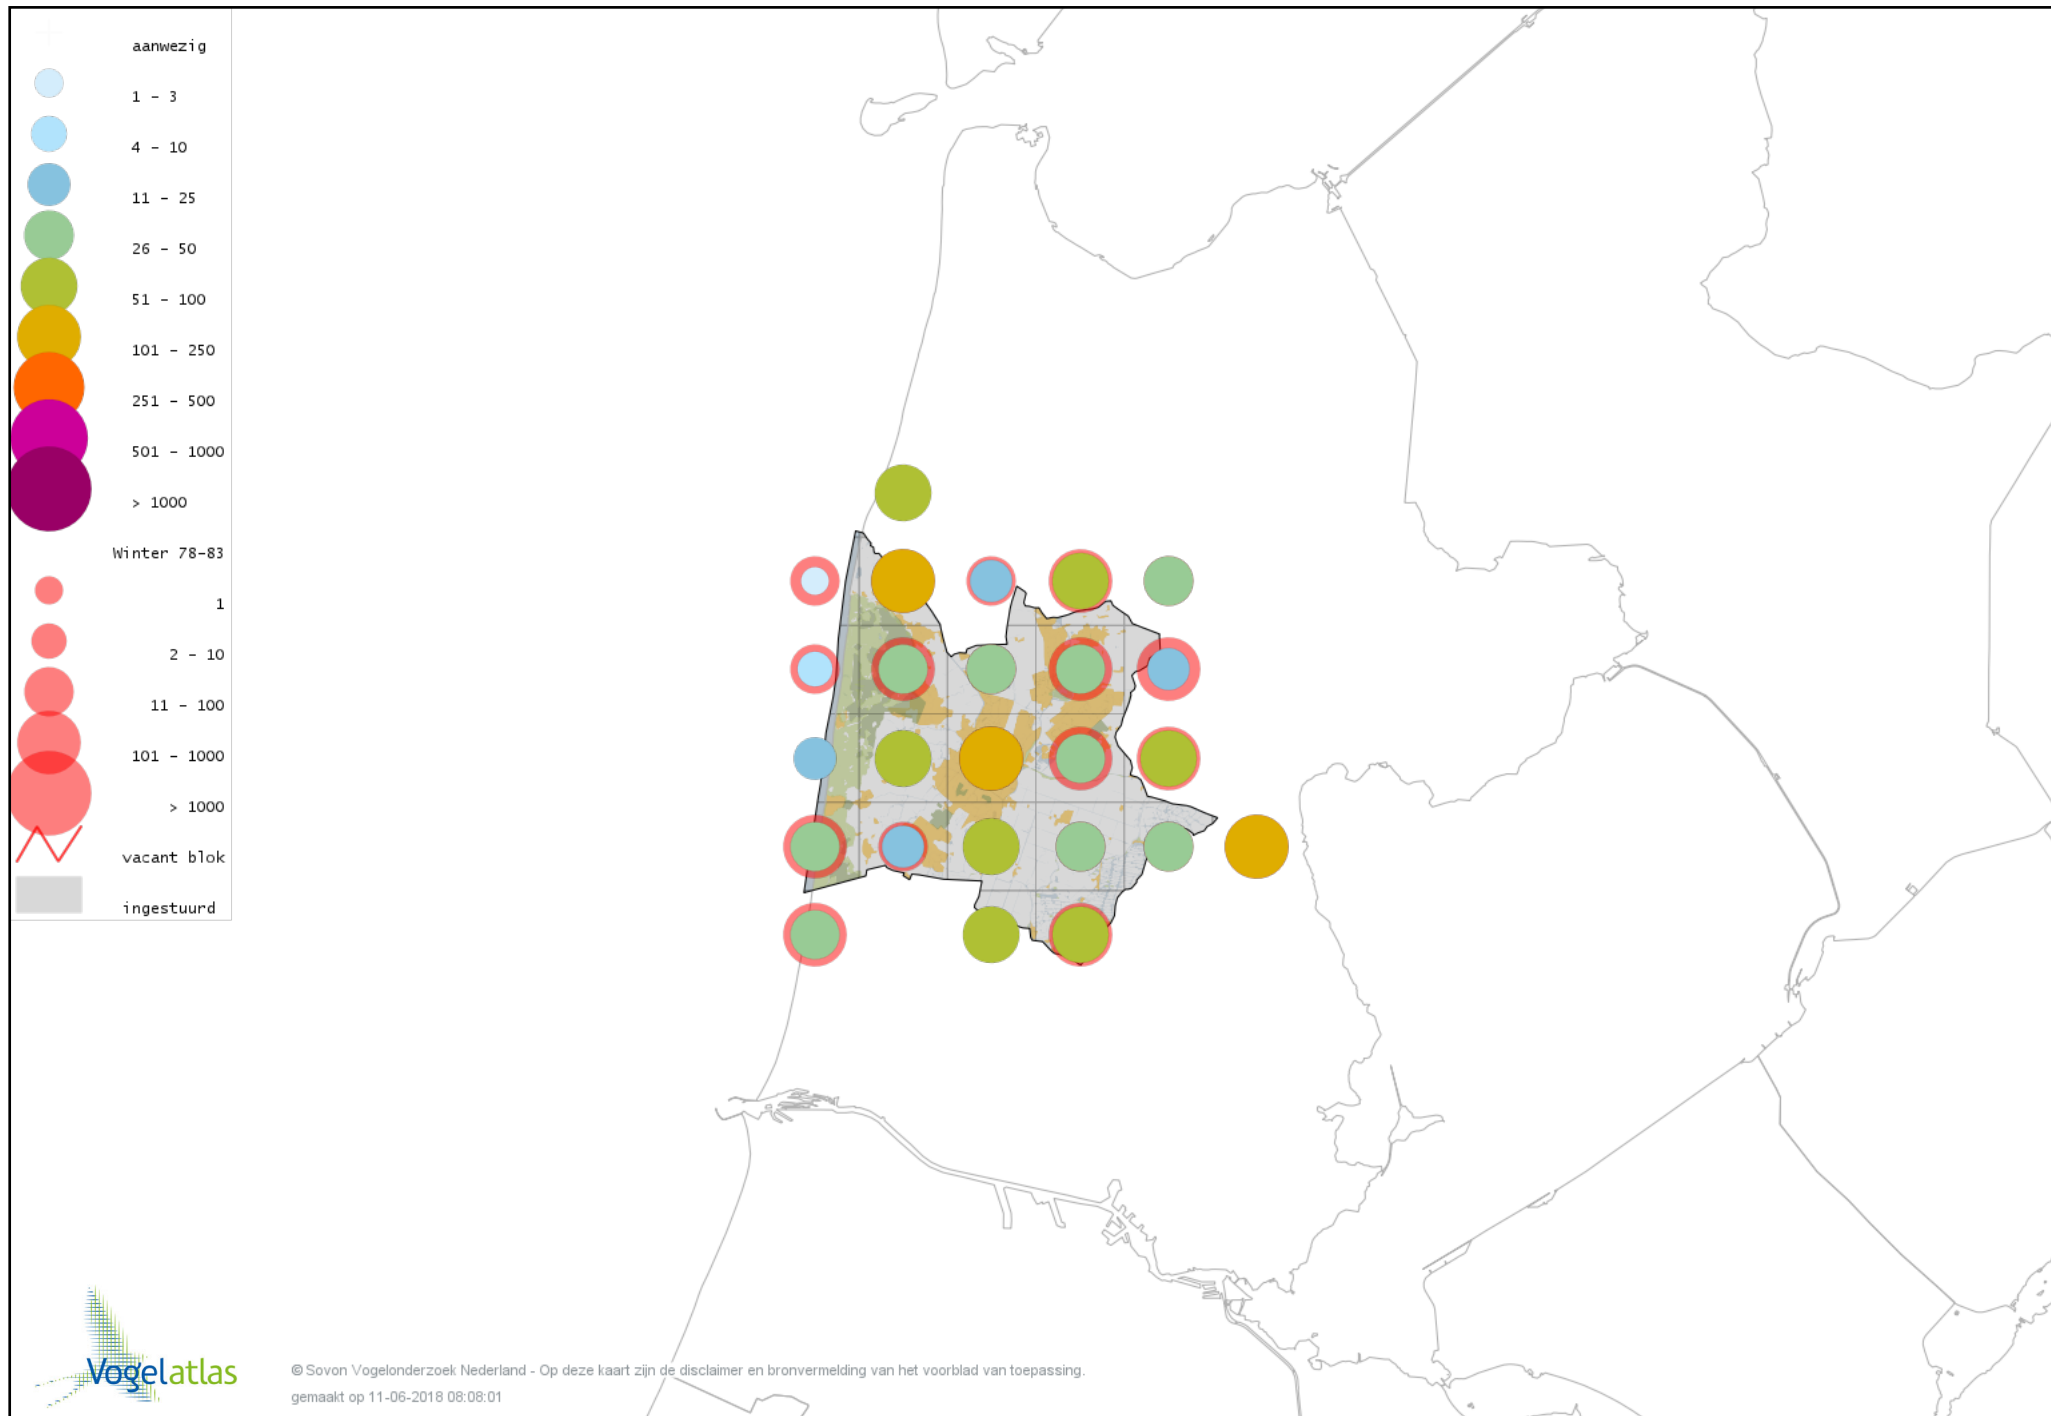 aanwezig
1 - 3
4 - 10
11 - 25
26 - 50
51 - 100
101 - 250
251 - 500
501 - 1000
> 1000
Winter 78-83
1
2 - 10
11 - 100
101 - 1000
> 1000
vacant blok
ingestuurd
Vogelatlas
© Sovon Vogelonderzoek Nederland - Op deze kaart zijn de disclaimer en bronvermelding van het voorblad van toepassing.
gemaakt op 11-06-2018 08:08:01